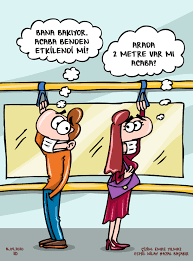 BANA BAKIYOR.
ACABA BENDEN
ETKİLENDİ Mİ?
ARADA
2 METRE VAR MI
ACABA?